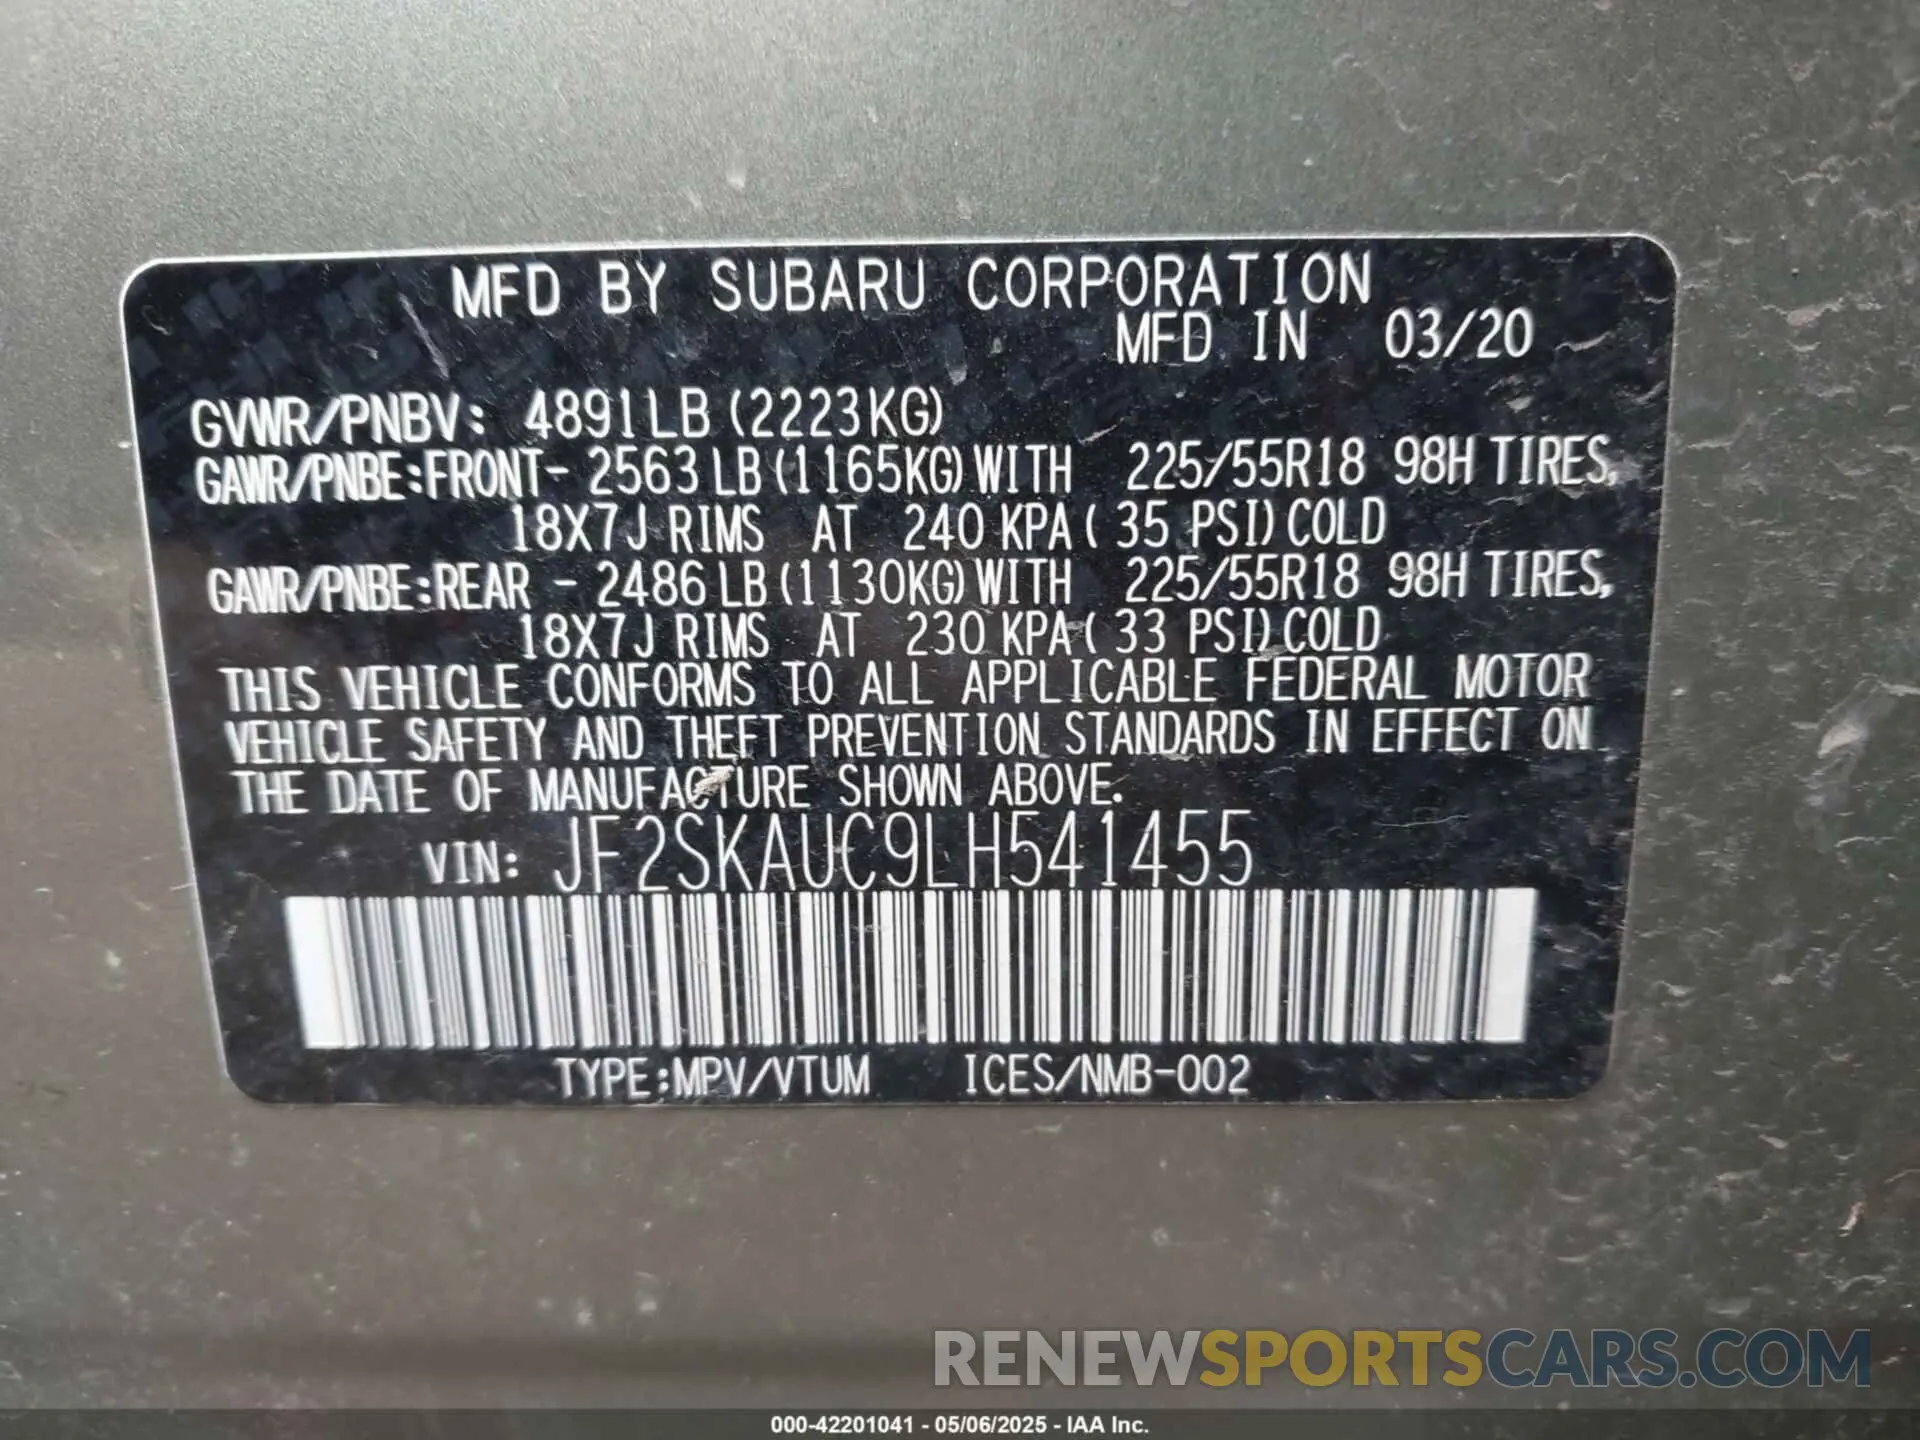 MFD BY SUBARU CORPORATION
MFD IN 03/20
GVWR/PNBV: 4891LB (2223KG)
GAWR/PNBE:FRONT- 2563 LB (1165KG) WITH 225/55R18 98H TIRES,
18X7J RIMS AT 240 KPA ( 35 PSI) COLD
GAWR/PNBE:REAR - 2486 LB (1130KG) WITH 225/55R18 98H TIRES,
18X7J RIMS AT 230 KPA ( 33 PSI) COLD
THIS VEHICLE CONFORMS TO ALL APPLICABLE FEDERAL MOTOR
VEHICLE SAFETY AND THEFT PREVENTION STANDARDS IN EFFECT ON
THE DATE OF MANUFACTURE SHOWN ABOVE.
VIN: JF2SKAUC9LH541455
TYPE:MPV/VTUM ICES/NMB-002
RENEWSPORTSCARS.COM
000-42201041 - 05/06/2025 - IAA Inc.